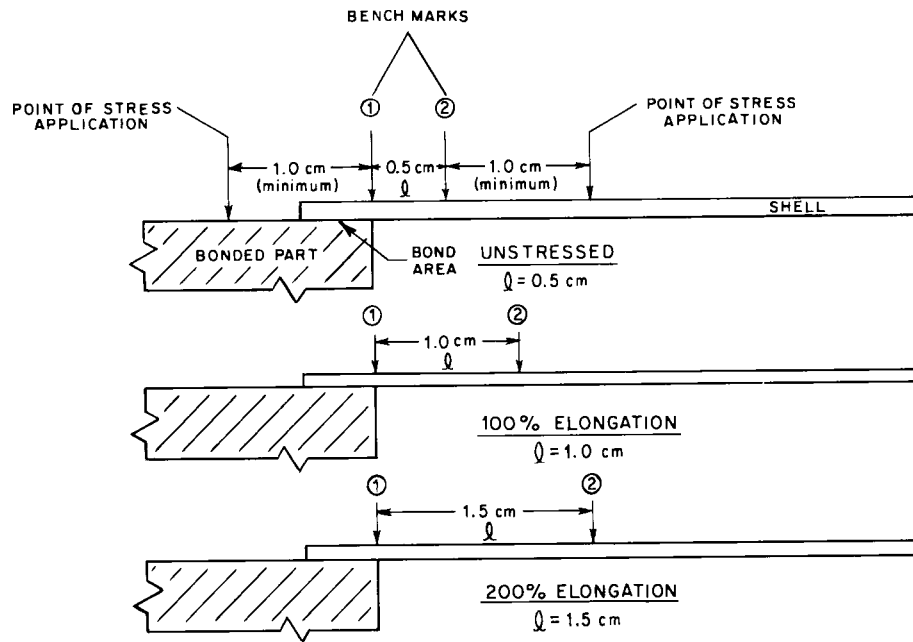 BENCH MARKS
POINT OF STRESS
APPLICATION
①
②
POINT OF STRESS
APPLICATION
1.0 cm
(minimum)
0.5 cm
ℓ
1.0 cm
(minimum)
SHELL
BONDED PART
BOND
AREA
UNSTRESSED
ℓ = 0.5 cm
①
②
1.0 cm
ℓ
100% ELONGATION
ℓ = 1.0 cm
①
②
1.5 cm
ℓ
200% ELONGATION
ℓ = 1.5 cm